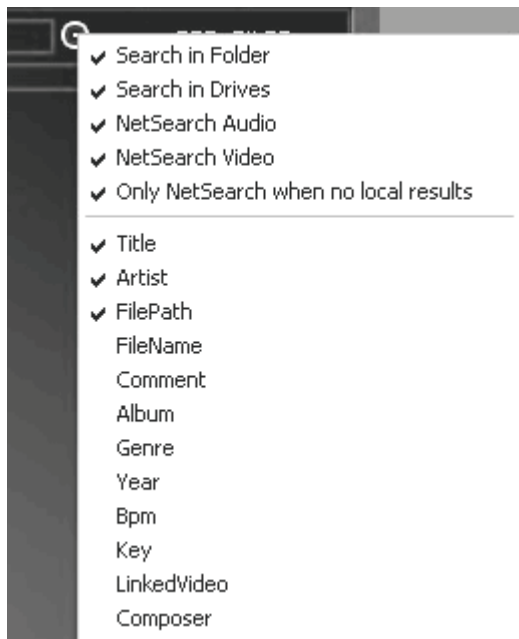 Search in Folder
Search in Drives
NetSearch Audio
NetSearch Video
Only NetSearch when no local results
Title
Artist
FilePath
FileName
Comment
Album
Genre
Year
Bpm
Key
LinkedVideo
Composer